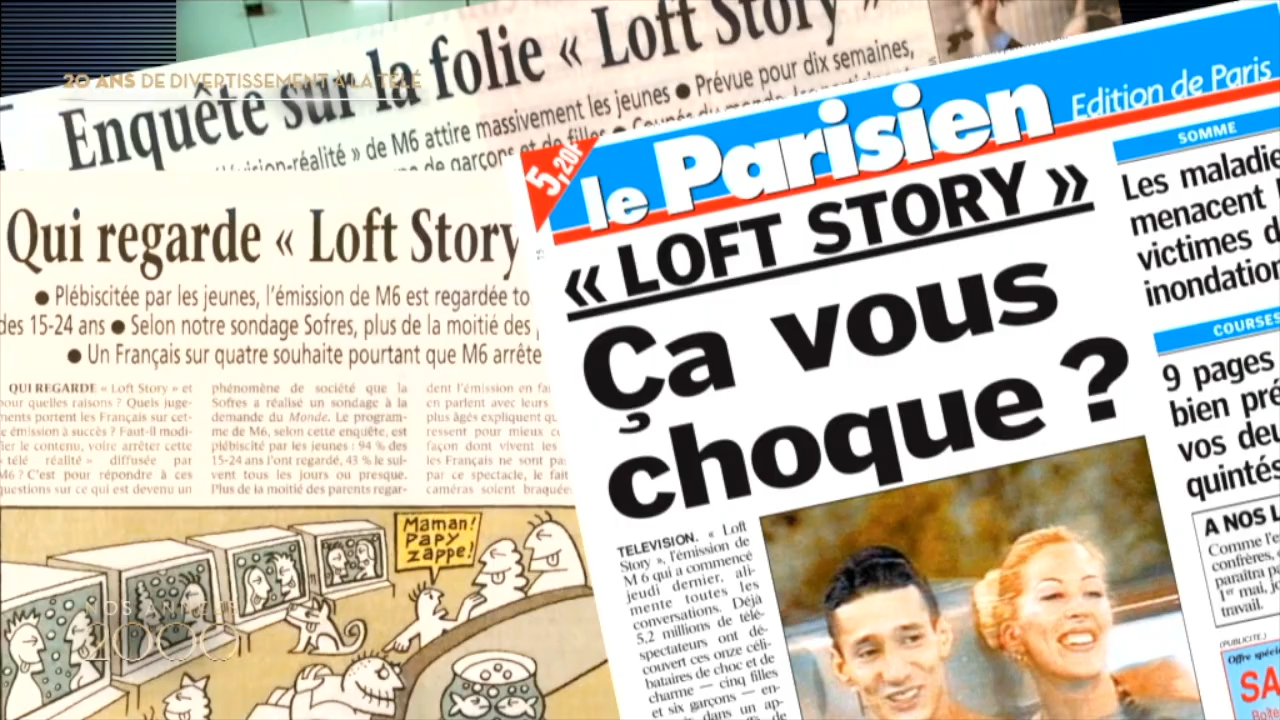 Enquête sur la folie « Loft Story »
20 ANS DE DIVERTISSEMENT À LA TÉLÉ
de M6 attire massivement les jeunes ● Prévue pour dix semaines,
de garçons et de filles ●
Qui regarde « Loft Story
● Plébiscitée par les jeunes, l'émission de M6 est regardée
des 15-24 ans ● Selon notre sondage Sofres, plus de la moitié des
● Un Français sur quatre souhaite pourtant que M6 arrête
QUI REGARDE « Loft Story » et
pour quelles raisons ? Quels juge-
ments portent les Français sur cet-
te émission à succès ? Faut-il modi-
fier le contenu, voire arrêter cette
« télé réalité » diffusée par
M6 ? C'est pour répondre à ces
questions sur ce qui est devenu un
phénomène de société que la
Sofres a réalisé un sondage à la
demande du Monde. Le program-
me de M6, selon cette enquête, est
plébiscité par les jeunes : 94 % des
15-24 ans l'ont regardé, 43 % le sui-
vent tous les jours ou presque.
Plus de la moitié des parents regar-
dent l'émission en
en parlent avec leurs
plus âgés expliquent
ressent pour mieux
façon dont vivent les
les Français ne sont
par ce spectacle, le fait
caméras soient
Maman!
PAPY
zappe!
NOS ANNÉES
2000
5,20F
le Parisien
Edition de Paris
« LOFT STORY »
Ça vous
choque ?
TELEVISION. « Loft
Story », l'émission de
M 6 qui a commencé
jeudi dernier, ali-
mente toutes les
conversations. Déjà
5,2 millions de télé-
spectateurs ont dé-
couvert ces onze céli-
bataires de choc et de
charme — cinq filles
et six garçons — en-
dans un ap-
SOMME
Les
menacent
victimes
COURSES
9 pages
bien
vos
A NOS
Comme
confrères,
paraîtra
1er mai,
travail.
(PUBLICITÉ)
Offre
SA